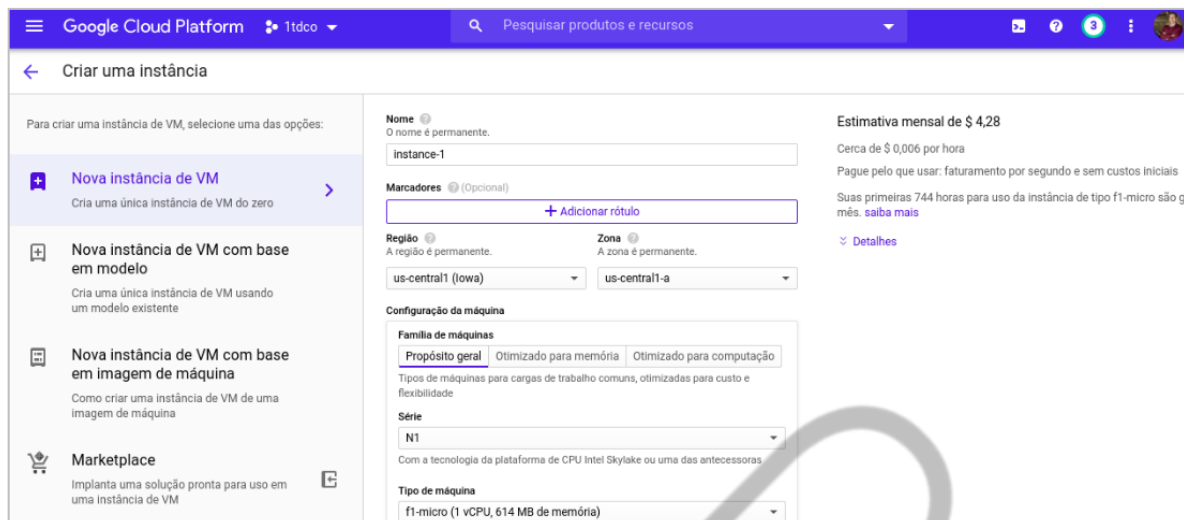 Google Cloud Platform
1tdco
Pesquisar produtos e recursos
3
Criar uma instância
Para criar uma instância de VM, selecione uma das opções:
Nova instância de VM
Cria uma única instância de VM do zero
Nova instância de VM com base
em modelo
Cria uma única instância de VM usando
um modelo existente
Nova instância de VM com base
em imagem de máquina
Como criar uma instância de VM de uma
imagem de máquina
Marketplace
Implanta uma solução pronta para uso em
uma instância de VM
Nome
O nome é permanente.
instance-1
Marcadores (Opcional)
+ Adicionar rótulo
Região
A região é permanente.
us-central1 (Iowa)
Zona
A zona é permanente.
us-central1-a
Configuração da máquina
Família de máquinas
Propósito geral Otimizado para memória Otimizado para computação
Tipos de máquinas para cargas de trabalho comuns, otimizadas para custo e
flexibilidade
Série
N1
Com a tecnologia da plataforma de CPU Intel Skylake ou uma das antecessoras
Tipo de máquina
f1-micro (1 vCPU, 614 MB de memória)
Estimativa mensal de $ 4,28
Cerca de $ 0,006 por hora
Pague pelo que usar: faturamento por segundo e sem custos iniciais
Suas primeiras 744 horas para uso da instância de tipo f1-micro são g
mês. saiba mais
Detalhes